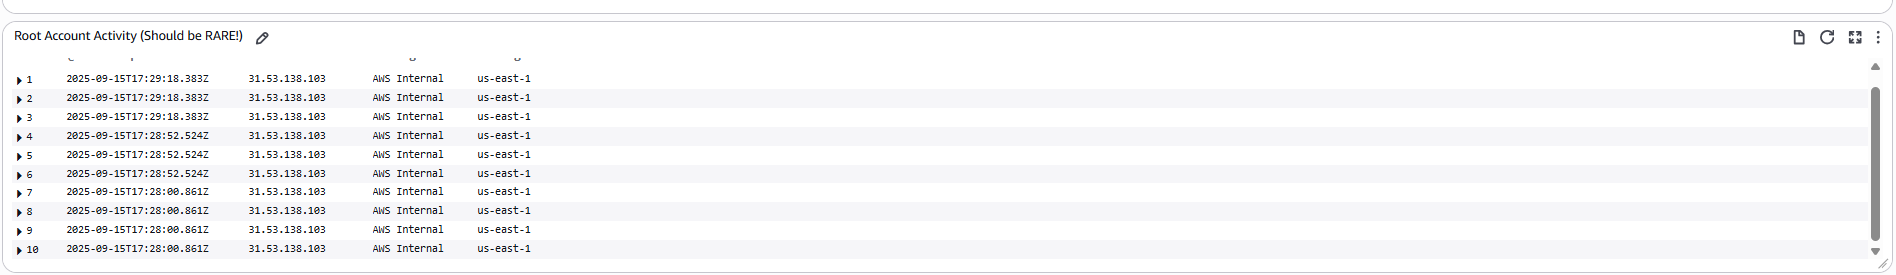 Root Account Activity (Should be RARE!)
1 2025-09-15T17:29:18.383Z 31.53.138.103 AWS Internal us-east-1
2 2025-09-15T17:29:18.383Z 31.53.138.103 AWS Internal us-east-1
3 2025-09-15T17:29:18.383Z 31.53.138.103 AWS Internal us-east-1
4 2025-09-15T17:28:52.524Z 31.53.138.103 AWS Internal us-east-1
5 2025-09-15T17:28:52.524Z 31.53.138.103 AWS Internal us-east-1
6 2025-09-15T17:28:52.524Z 31.53.138.103 AWS Internal us-east-1
7 2025-09-15T17:28:00.861Z 31.53.138.103 AWS Internal us-east-1
8 2025-09-15T17:28:00.861Z 31.53.138.103 AWS Internal us-east-1
9 2025-09-15T17:28:00.861Z 31.53.138.103 AWS Internal us-east-1
10 2025-09-15T17:28:00.861Z 31.53.138.103 AWS Internal us-east-1